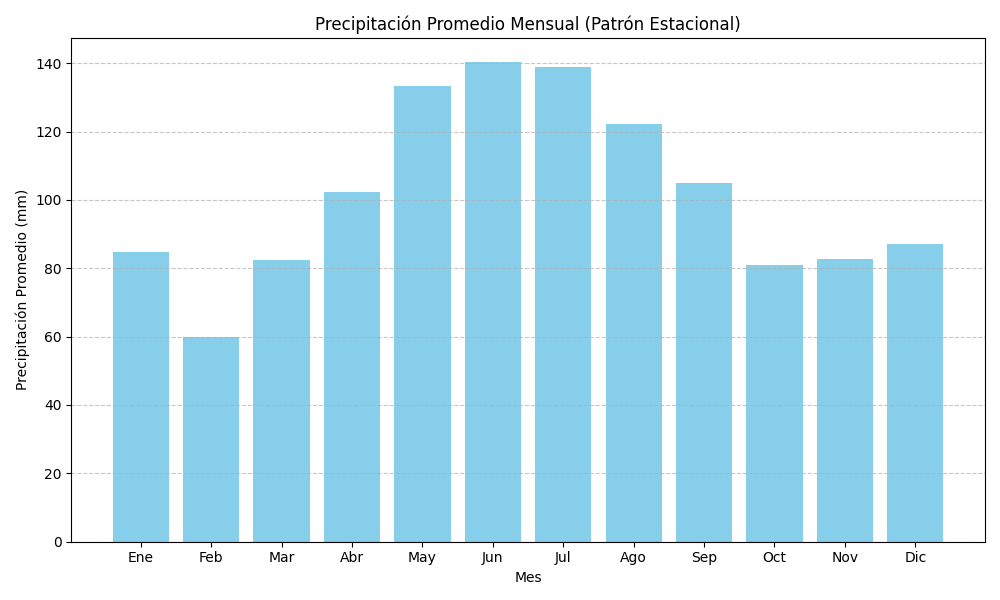 Precipitación Promedio Mensual (Patrón Estacional)
Precipitación Promedio (mm)
140
120
100
80
60
40
20
0
Ene Feb Mar Abr May Jun Jul Ago Sep Oct Nov Dic
Mes